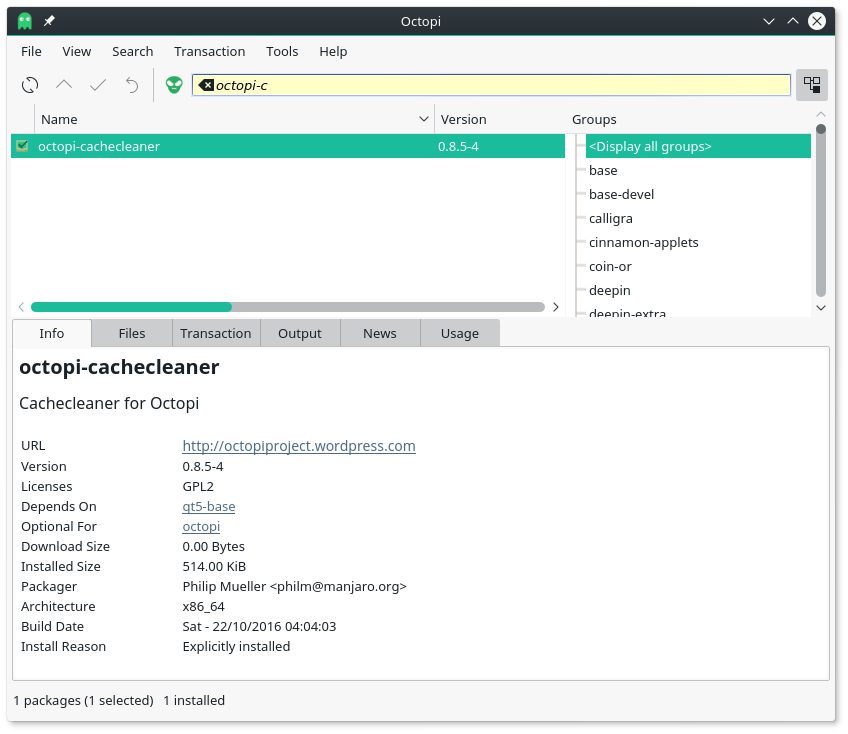 Octopi
File View Search Transaction Tools Help
octopi-c
Name Version Groups
octopi-cachecleaner 0.8.5-4 <Display all groups>
base
base-devel
calligra
cinnamon-applets
coin-or
deepin
deepin-extra
Info Files Transaction Output News Usage
octopi-cachecleaner
Cachecleaner for Octopi
URL http://octopiproject.wordpress.com
Version 0.8.5-4
Licenses GPL2
Depends On qt5-base
Optional For octopi
Download Size 0.00 Bytes
Installed Size 514.00 KiB
Packager Philip Mueller <philm@manjaro.org>
Architecture x86_64
Build Date Sat - 22/10/2016 04:04:03
Install Reason Explicitly installed
1 packages (1 selected) 1 installed